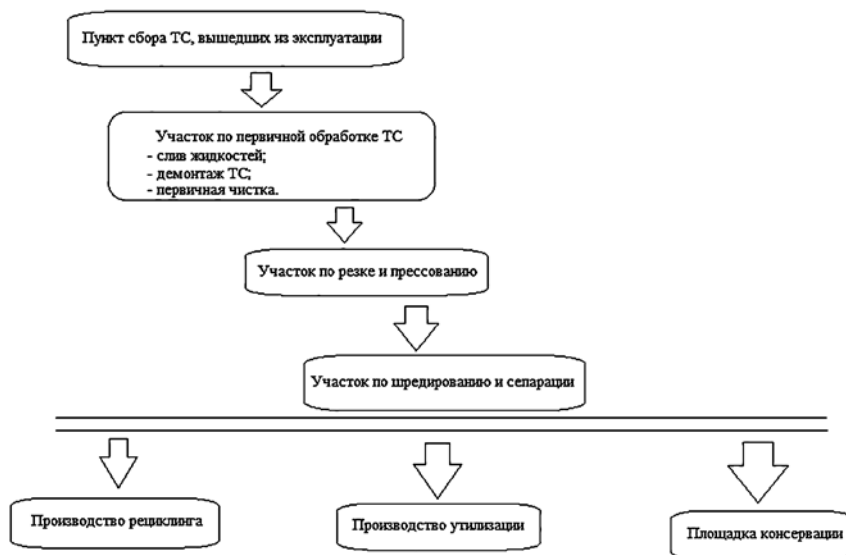 Пункт сбора ТС, вышедших из эксплуатации
Участок по первичной обработке ТС
- слив жидкостей;
- демонтаж ТС;
- первичная чистка.
Участок по резке и прессованию
Участок по шредированию и сепарации
Производство рециклинга
Производство утилизации
Площадка консервации